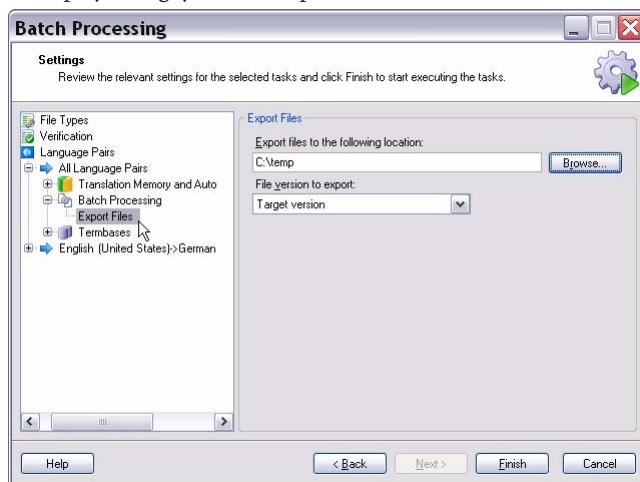 Batch Processing
Settings
Review the relevant settings for the selected tasks and click Finish to start executing the tasks.
File Types
Verification
Language Pairs
All Language Pairs
Translation Memory and Auto
Batch Processing
Export Files
Termbases
English (United States)->German
Export Files
Export files to the following location:
C:\temp
Browse...
File version to export:
Target version
Help
< Back
Next >
Finish
Cancel